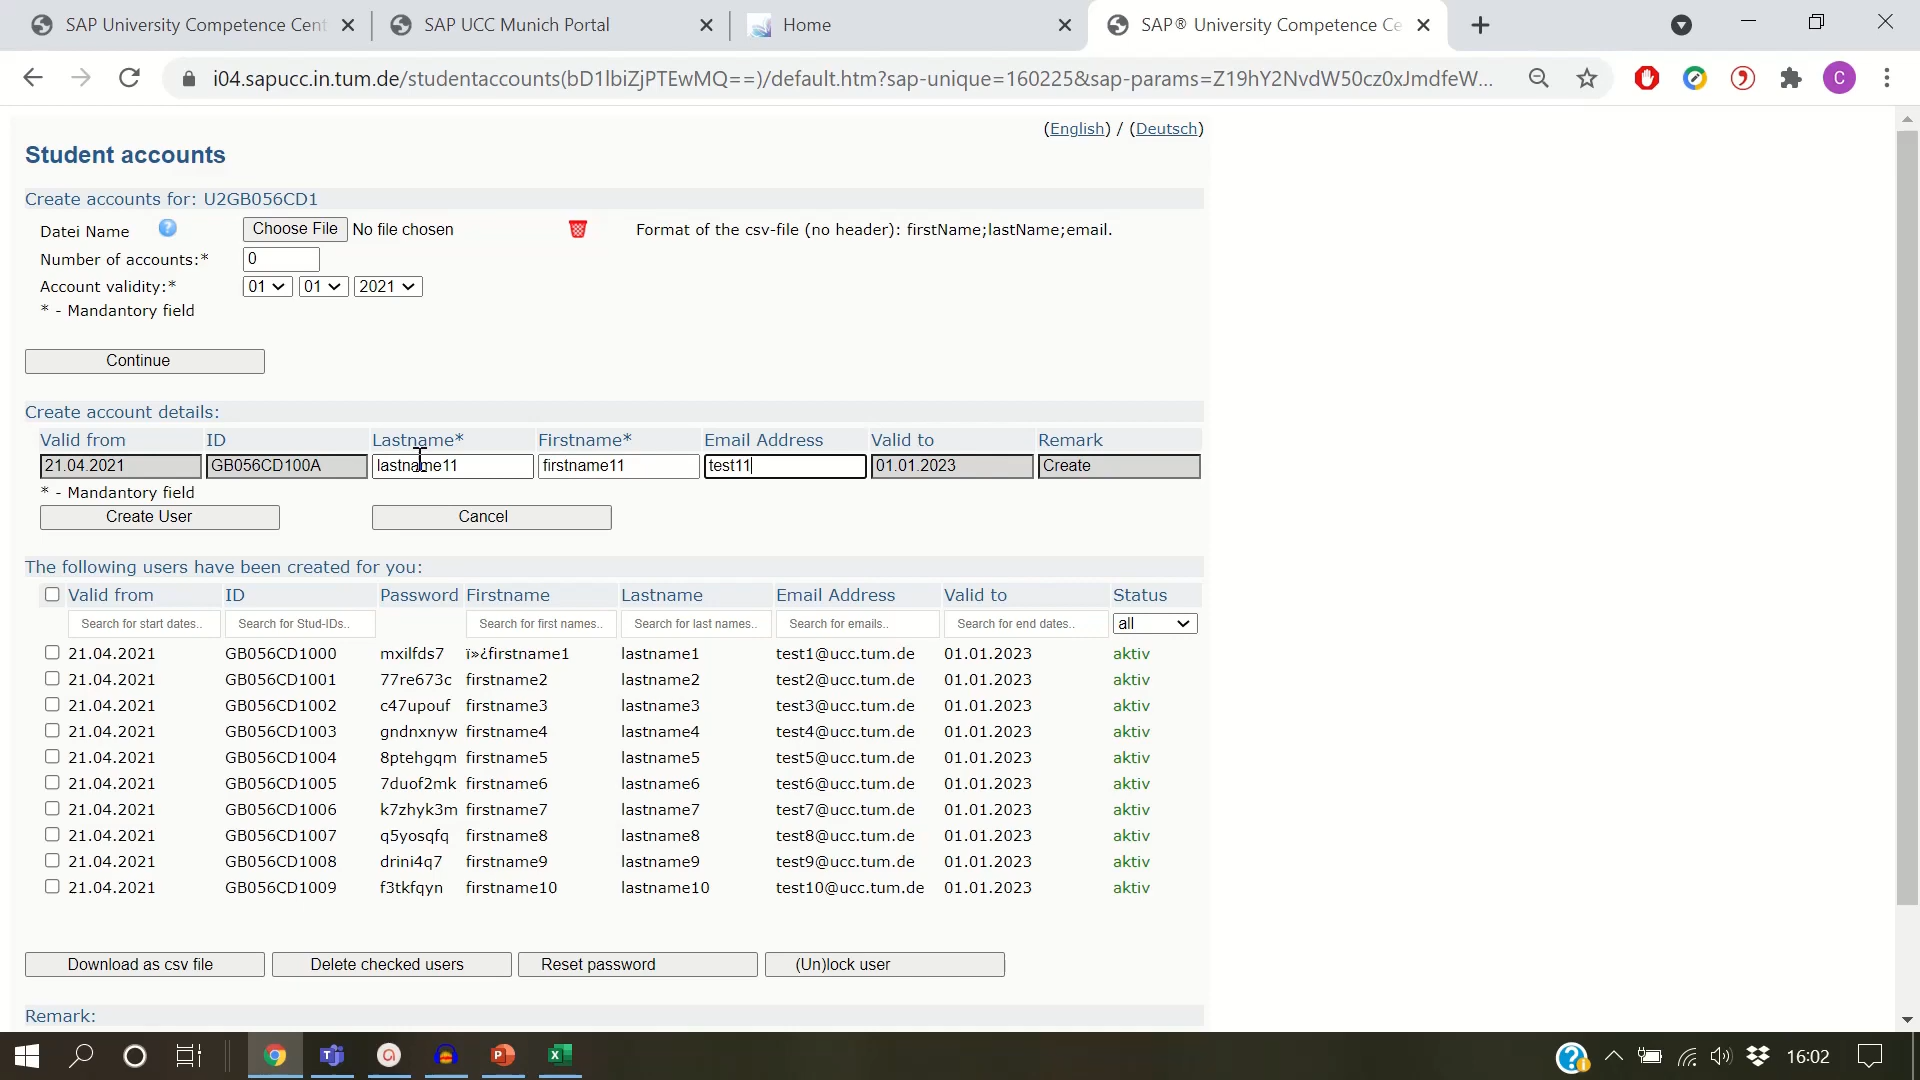 SAP University Competence Cent
SAP UCC Munich Portal
Home
SAP® University Competence Ce
i04.sapucc.in.tum.de/studentaccounts(bD1lbiZjPTEwMQ==)/default.htm?sap-unique=160225&sap-params=Z19hY2NvdW50cz0xJmdfeW...
C
(English) / (Deutsch)
Student accounts
Create accounts for: U2GB056CD1
Datei Name ? Choose File No file chosen Format of the csv-file (no header): firstName;lastName;email.
Number of accounts:* 0
Account validity:* 01 01 2021
* - Mandantory field
Continue
Create account details:
Valid from ID Lastname* Firstname* Email Address Valid to Remark
21.04.2021 GB056CD100A lastname11 firstname11 test11 01.01.2023 Create
* - Mandantory field
Create User Cancel
The following users have been created for you:
Valid from ID Password Firstname Lastname Email Address Valid to Status
Search for start dates.. Search for Stud-IDs.. Search for first names.. Search for last names.. Search for emails.. Search for end dates.. all
21.04.2021 GB056CD1000 mxilfds7 ï»¿firstname1 lastname1 test1@ucc.tum.de 01.01.2023 aktiv
21.04.2021 GB056CD1001 77re673c firstname2 lastname2 test2@ucc.tum.de 01.01.2023 aktiv
21.04.2021 GB056CD1002 c47upouf firstname3 lastname3 test3@ucc.tum.de 01.01.2023 aktiv
21.04.2021 GB056CD1003 gndnxnyw firstname4 lastname4 test4@ucc.tum.de 01.01.2023 aktiv
21.04.2021 GB056CD1004 8ptehgqm firstname5 lastname5 test5@ucc.tum.de 01.01.2023 aktiv
21.04.2021 GB056CD1005 7duof2mk firstname6 lastname6 test6@ucc.tum.de 01.01.2023 aktiv
21.04.2021 GB056CD1006 k7zhyk3m firstname7 lastname7 test7@ucc.tum.de 01.01.2023 aktiv
21.04.2021 GB056CD1007 q5yosqfq firstname8 lastname8 test8@ucc.tum.de 01.01.2023 aktiv
21.04.2021 GB056CD1008 drini4q7 firstname9 lastname9 test9@ucc.tum.de 01.01.2023 aktiv
21.04.2021 GB056CD1009 f3tkfqyn firstname10 lastname10 test10@ucc.tum.de 01.01.2023 aktiv
Download as csv file Delete checked users Reset password (Un)lock user
Remark:
16:02